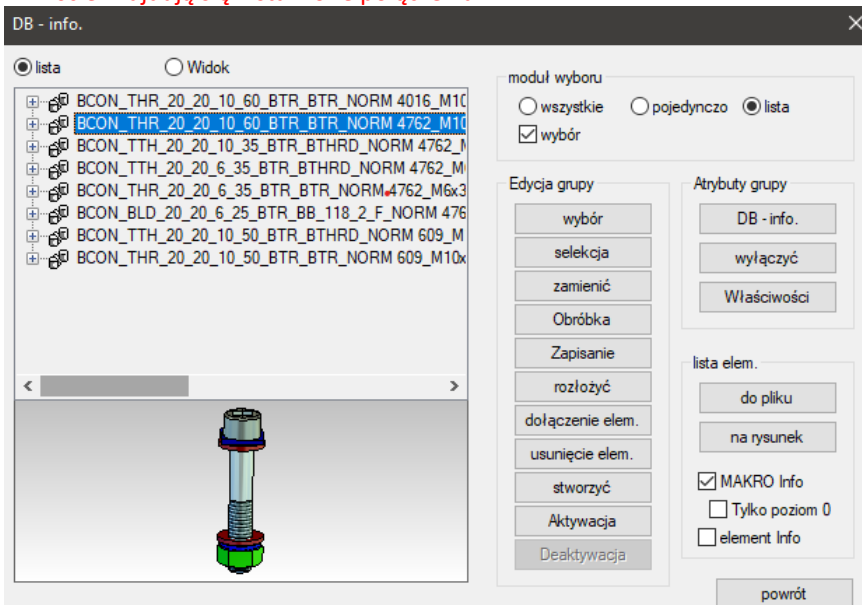 DB - info.
lista
Widok
BCON_THR_20_20_10_60_BTR_BTR_NORM 4016_M10
BCON_THR_20_20_10_60_BTR_BTR_NORM 4762_M10
BCON_TTH_20_20_10_35_BTR_BTHRD_NORM 4762_M
BCON_TTH_20_20_6_35_BTR_BTHRD_NORM 4762_M
BCON_THR_20_20_6_35_BTR_BTR_NORM 4762_M6x3
BCON_BLD_20_20_6_25_BTR_BB_118_2_F_NORM 476
BCON_TTH_20_20_10_50_BTR_BTHRD_NORM 609_M
BCON_THR_20_20_10_50_BTR_BTR_NORM 609_M10x
moduł wyboru
wszystkie
pojedynczo
lista
wybór
Edycja grupy
wybór
selekcja
zamienić
Obróbka
Zapisanie
rozłożyć
dołączenie elem.
usunięcie elem.
stworzyć
Aktywacja
Deaktywacja
Atrybuty grupy
DB - info.
wyłączyć
Właściwości
lista elem.
do pliku
na rysunek
MAKRO Info
Tylko poziom 0
element Info
powrót